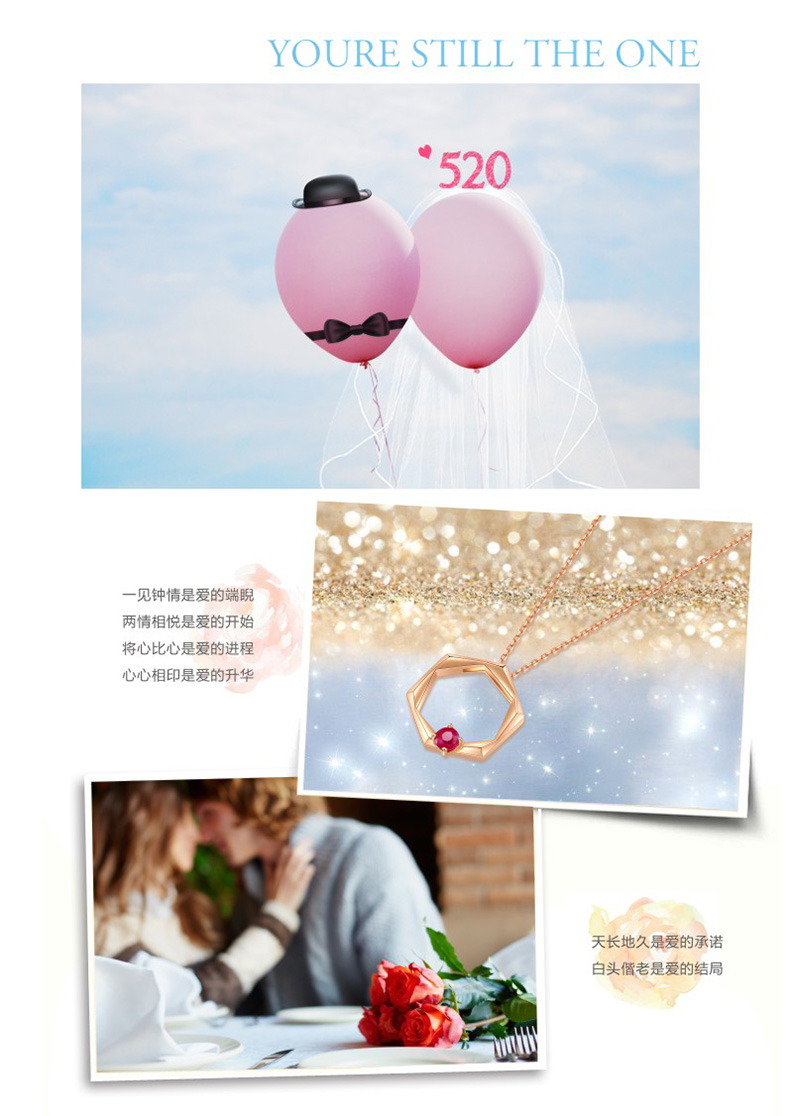 YOURE STILL THE ONE
520
一见钟情是爱的端睨
两情相悦是爱的开始
将心比心是爱的进程
心心相印是爱的升华
天长地久是爱的承诺
白头偕老是爱的结局